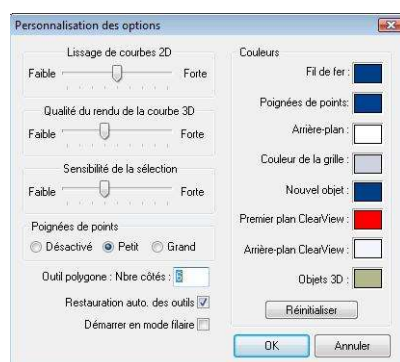 Personnalisation des options
Lissage de courbes 2D
Faible
Forte
Qualité du rendu de la courbe 3D
Faible
Forte
Sensibilité de la sélection
Faible
Forte
Poignées de points
Désactivé
Petit
Grand
Outil polygone : Nbre côtés : 6
Restauration auto. des outils
Démarrer en mode filaire
Couleurs
Fil de fer :
Poignées de points:
Arrière-plan :
Couleur de la grille :
Nouvel objet :
Premier plan ClearView :
Arrière-plan ClearView :
Objets 3D :
Réinitialiser
OK
Annuler